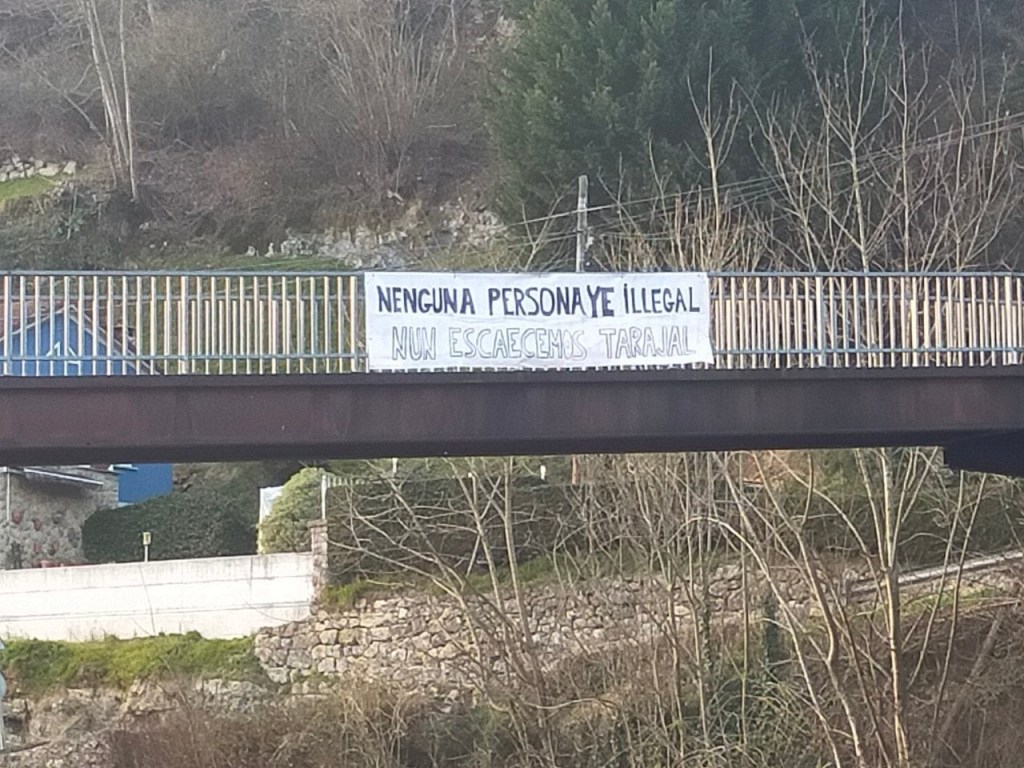 NENGUNA PERSONA YE ILLEGAL
NUN ESCAECEMOS TARAJAL